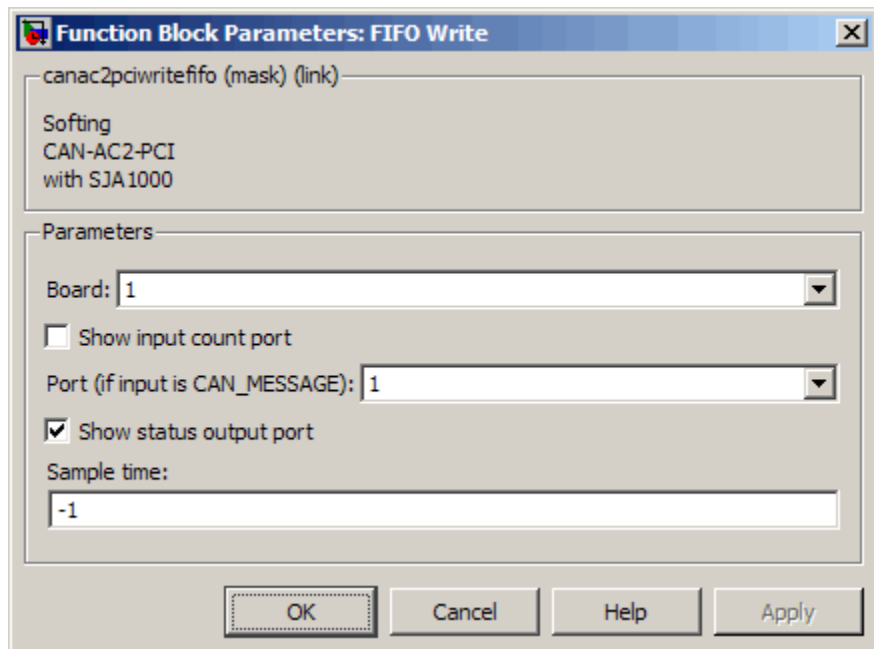 Function Block Parameters: FIFO Write
canac2pciwritefifo (mask) (link)
Softing
CAN-AC2-PCI
with SJA1000
Parameters
Board: 1
Show input count port
Port (if input is CAN_MESSAGE): 1
Show status output port
Sample time:
-1
OK Cancel Help Apply